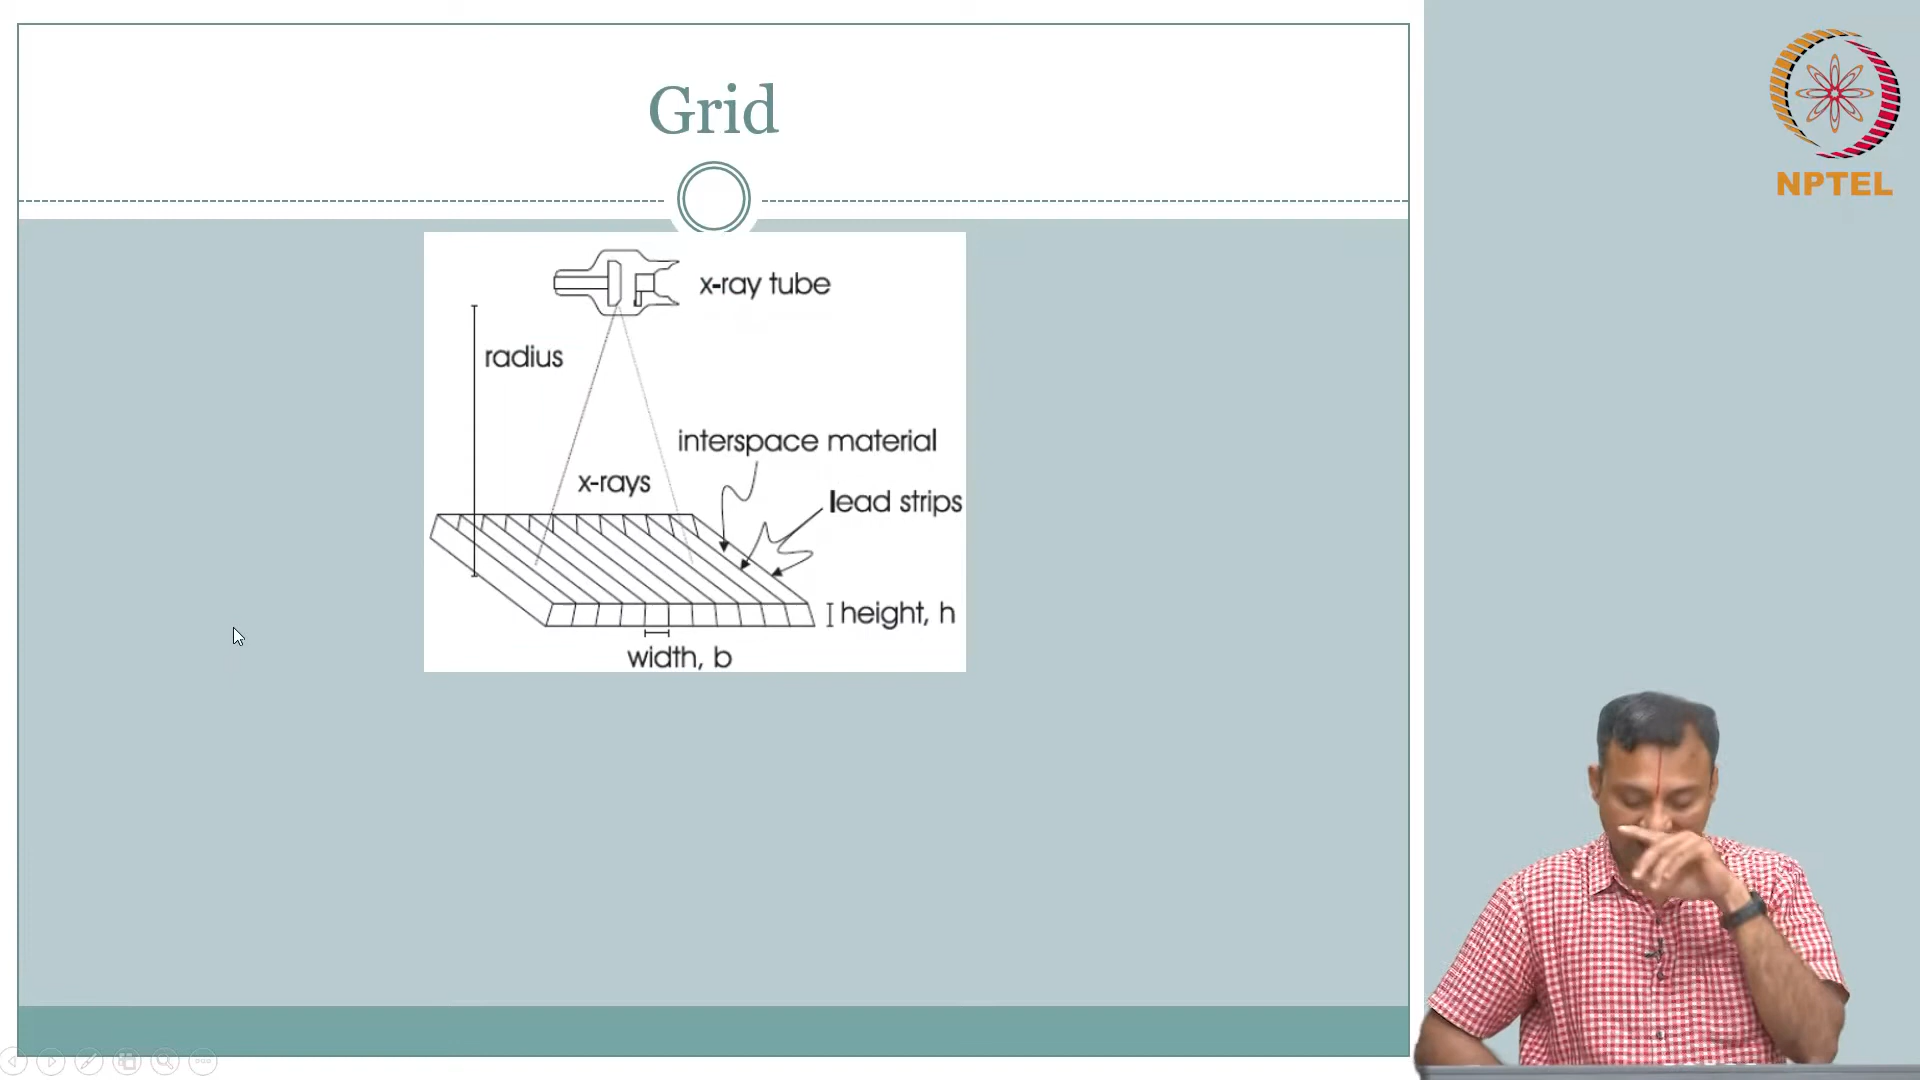 Grid
NPTEL
x-ray tube
radius
interspace material
x-rays
lead strips
height, h
width, b